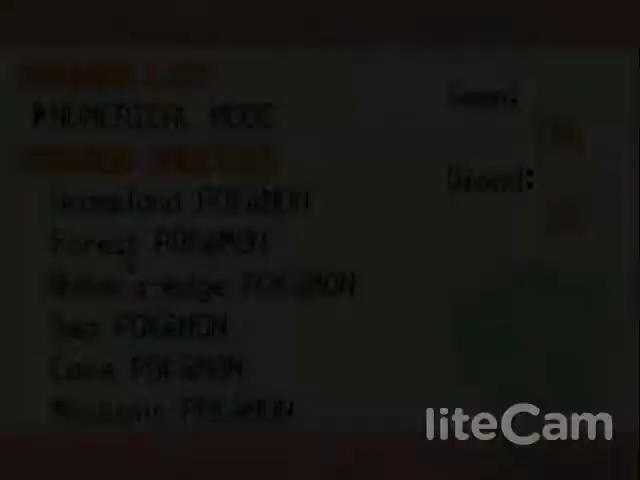 NUMERICAL MODE
Seen:
Owned:
Grassland POKéMON
Forest POKéMON
Water's-edge POKéMON
Sea POKéMON
Cave POKéMON
Mountain POKéMON
liteCam